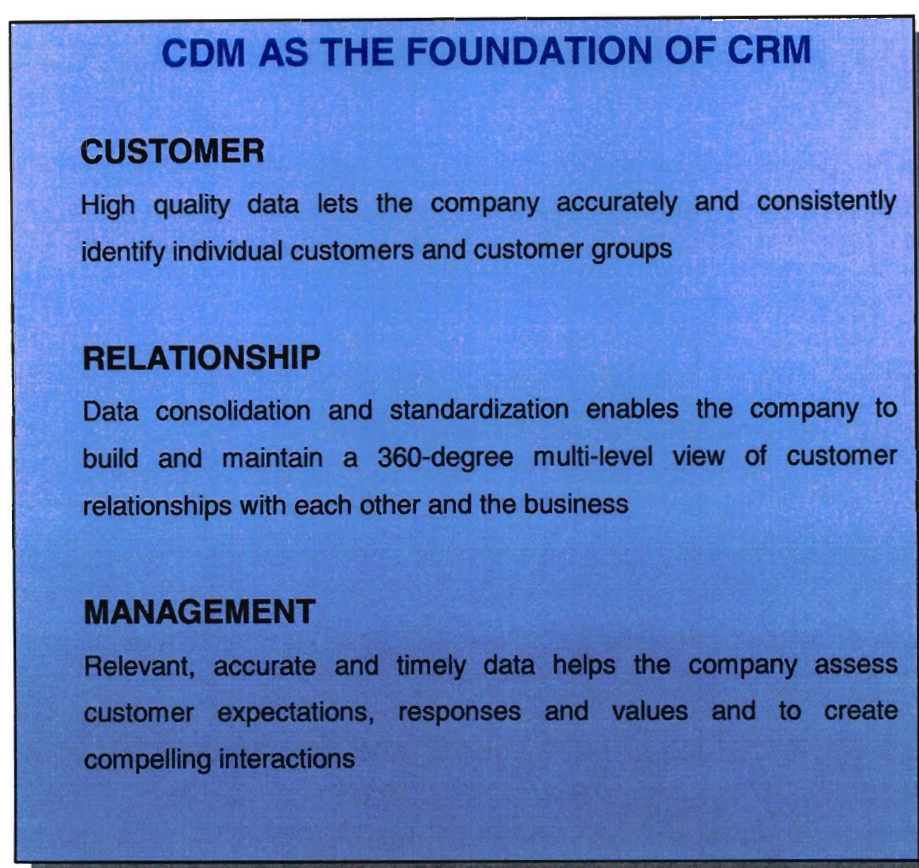 CDM AS THE FOUNDATION OF CRM
CUSTOMER
High quality data lets the company accurately and consistently
identify individual customers and customer groups
RELATIONSHIP
Data consolidation and standardization enables the company to
build and maintain a 360-degree multi-level view of customer
relationships with each other and the business
MANAGEMENT
Relevant, accurate and timely data helps the company assess
customer expectations, responses and values and to create
compelling interactions